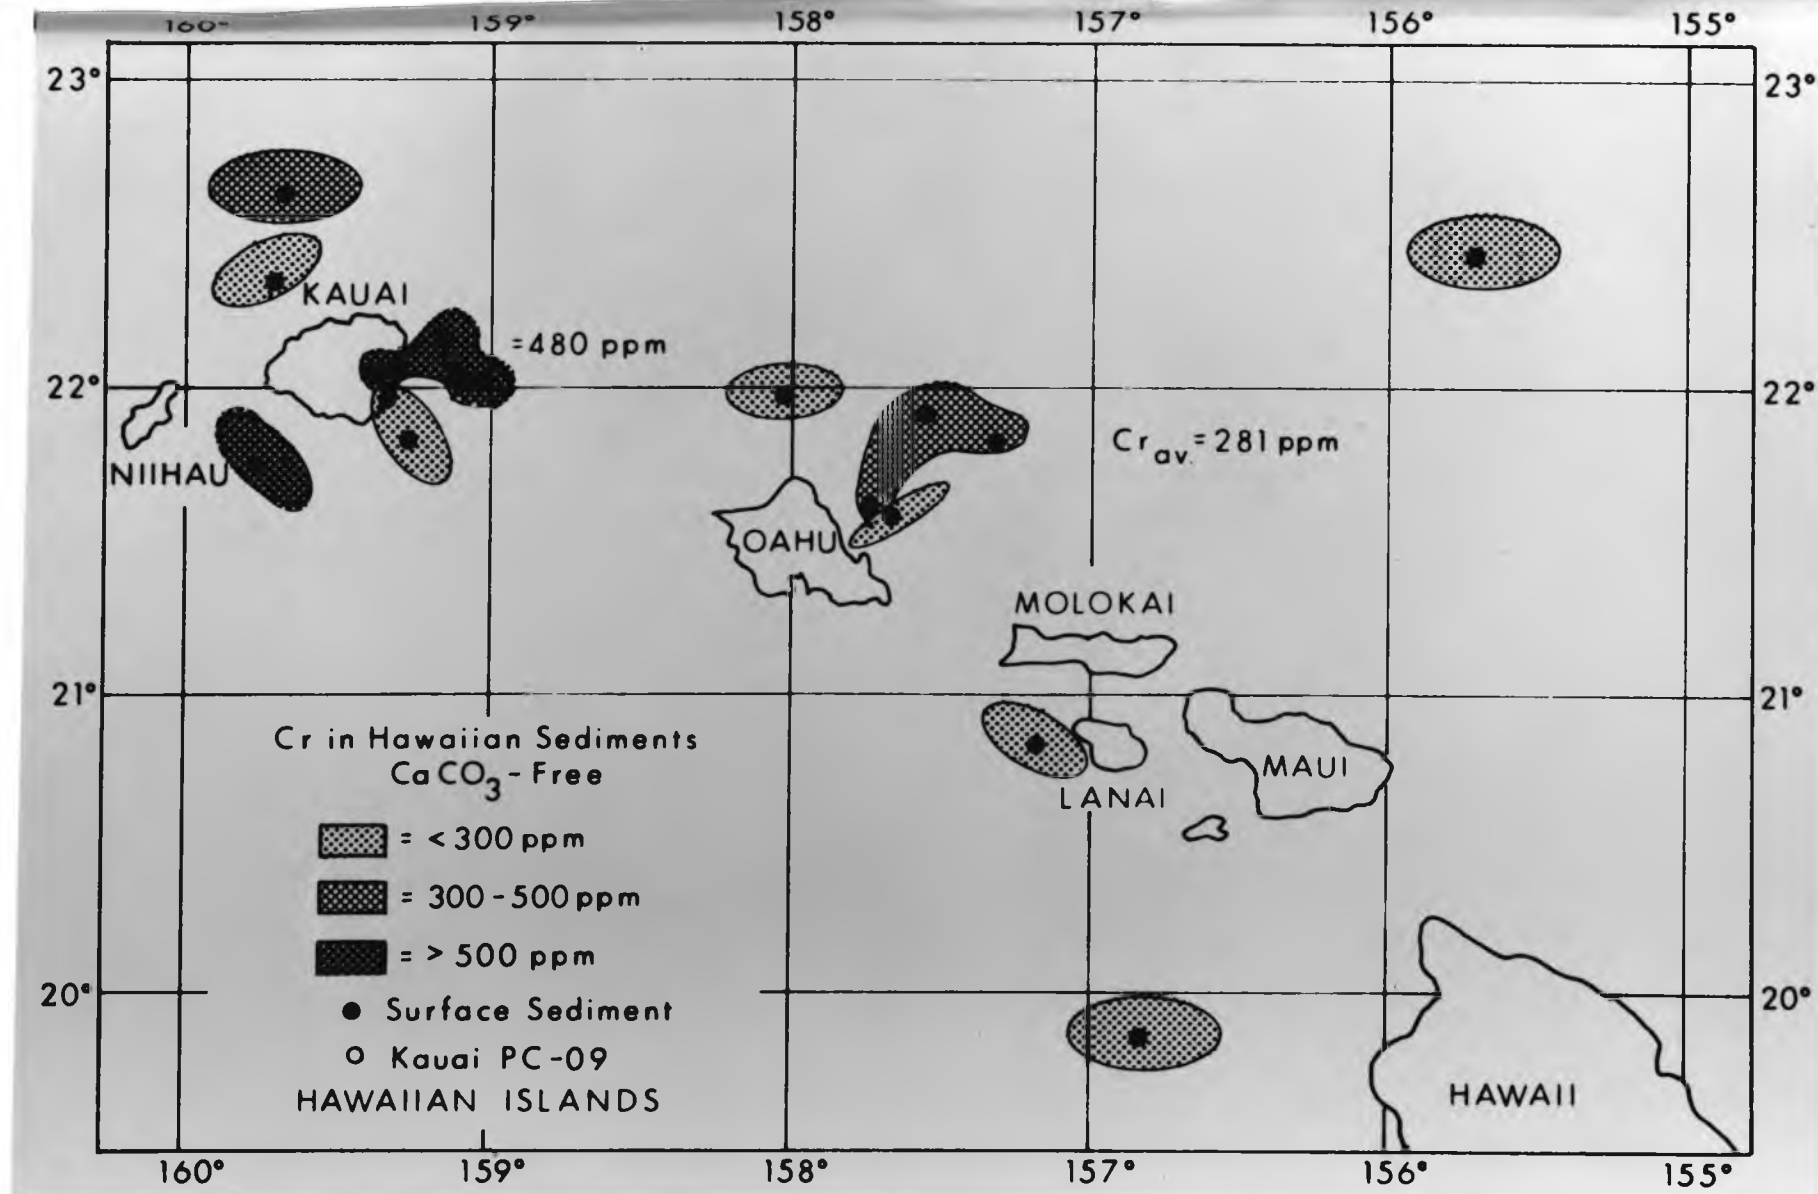 160° 159° 158° 157° 156° 155°
23° 23°
KAUAI
=480 ppm
22° 22°
Cr av. = 281 ppm
NIIHAU
OAHU
MOLOKAI
21° 21°
Cr in Hawaiian Sediments
CaCO3 - Free
MAUI
LANAI
= < 300 ppm
= 300 - 500 ppm
= > 500 ppm
20° 20°
Surface Sediment
Kauai PC-09
HAWAIIAN ISLANDS
HAWAII
160° 159° 158° 157° 156° 155°